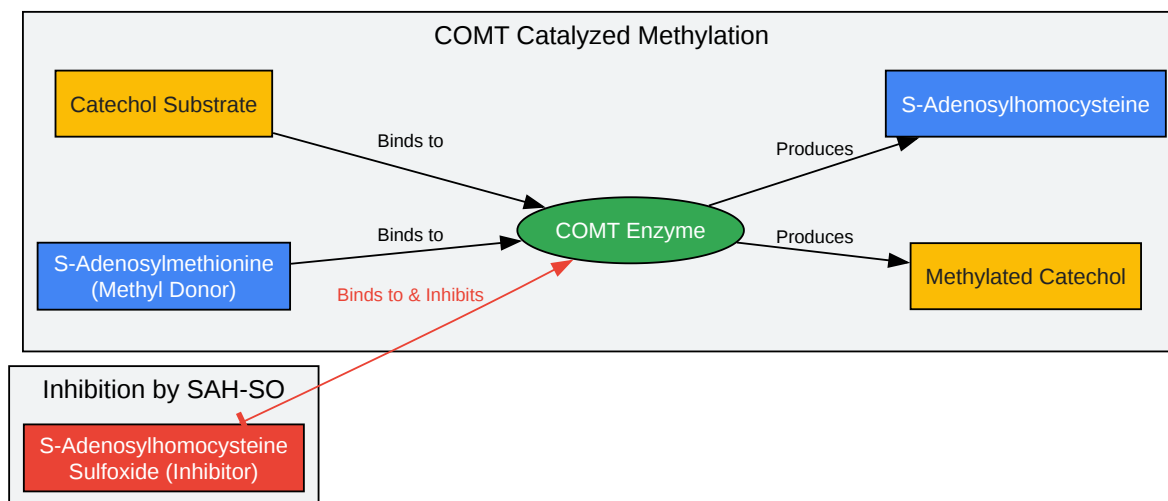 COMT Catalyzed Methylation
Catechol Substrate
S-Adenosylhomocysteine
Binds to
Produces
COMT Enzyme
Binds to
Produces
S-Adenosylmethionine
(Methyl Donor)
Methylated Catechol
Binds to & Inhibits
Inhibition by SAH-SO
S-Adenosylhomocysteine
Sulfoxide (Inhibitor)